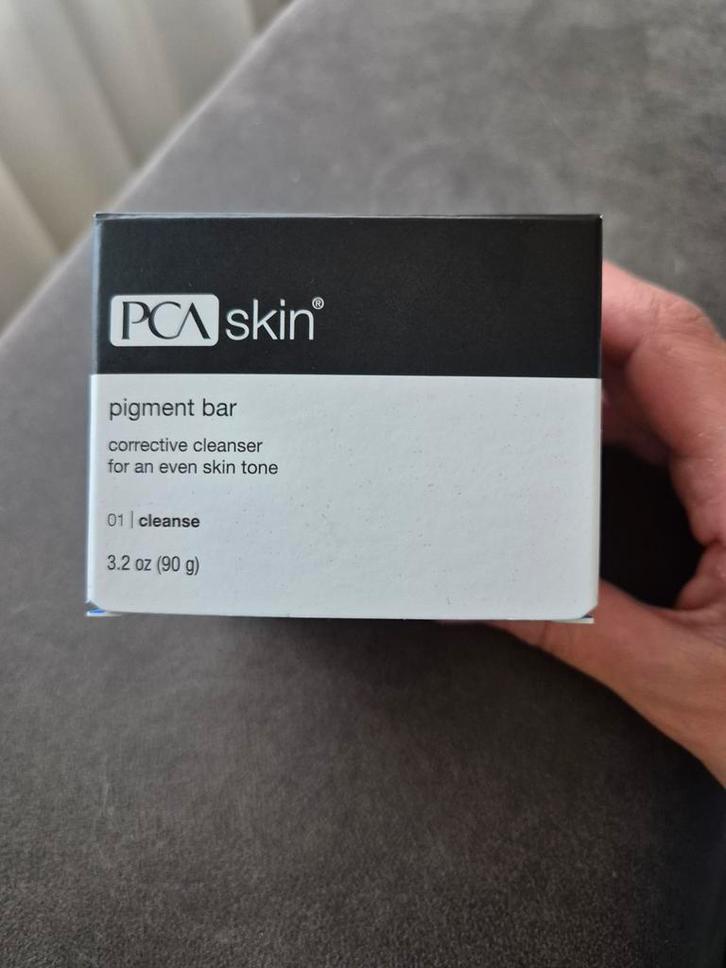 PCA skin®
pigment bar
corrective cleanser
for an even skin tone
01 | cleanse
3.2 oz (90 g)